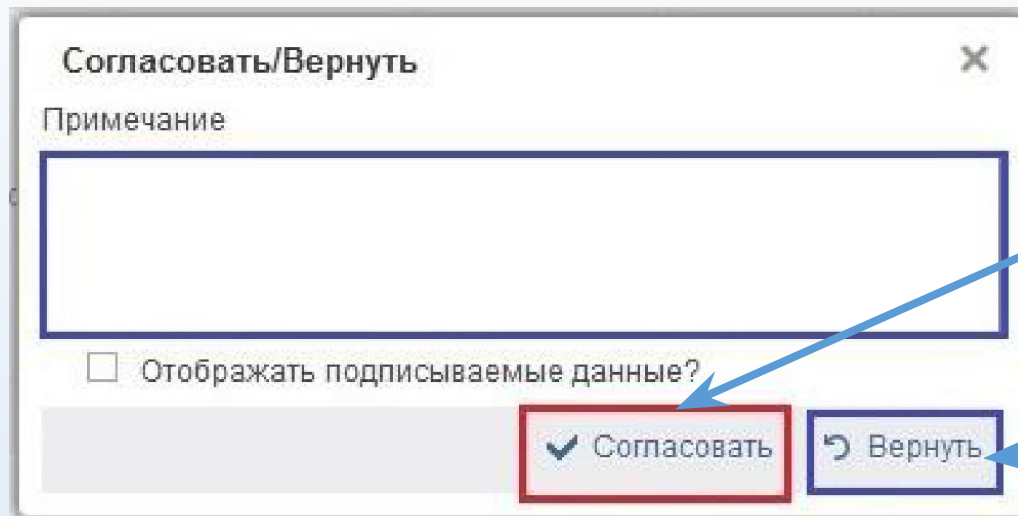 Согласовать/Вернуть
Примечание
Отображать подписываемые данные?
Согласовать
Вернуть